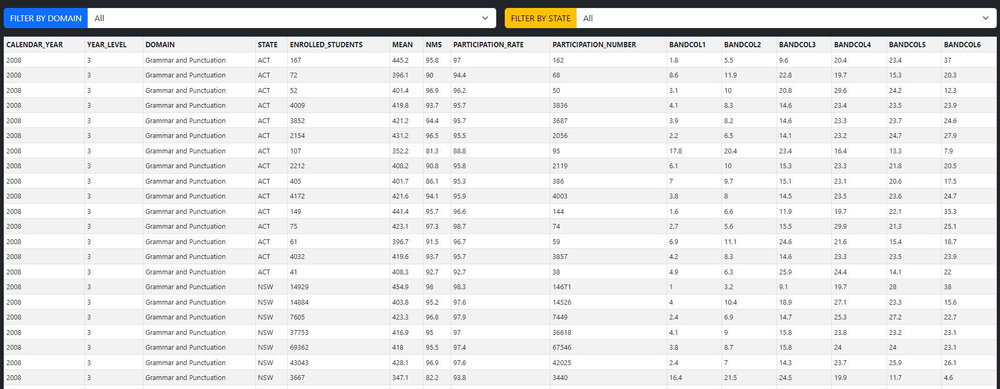 FILTER BY DOMAIN All FILTER BY STATE All
CALENDAR_YEAR YEAR_LEVEL DOMAIN STATE ENROLLED_STUDENTS MEAN NMS PARTICIPATION_RATE PARTICIPATION_NUMBER BANDCOL1 BANDCOL2 BANDCOL3 BANDCOL4 BANDCOL5 BANDCOL6
2008 3 Grammar and Punctuation ACT 167 445.2 95.8 97 162 1.8 5.5 9.6 20.4 23.4 37
2008 3 Grammar and Punctuation ACT 72 396.1 90 94.4 68 8.6 11.9 22.8 19.7 15.3 20.3
2008 3 Grammar and Punctuation ACT 52 401.4 96.9 96.2 50 3.1 10 20.8 29.6 24.2 12.3
2008 3 Grammar and Punctuation ACT 4009 419.8 93.7 95.7 3836 4.1 8.3 14.6 23.4 23.5 23.9
2008 3 Grammar and Punctuation ACT 3852 421.2 94.4 95.7 3687 3.9 8.2 14.6 23.3 23.7 24.6
2008 3 Grammar and Punctuation ACT 2154 431.2 96.5 95.5 2056 2.2 6.5 14.1 23.2 24.7 27.9
2008 3 Grammar and Punctuation ACT 107 352.2 81.3 88.8 95 17.8 20.4 23.4 16.4 13.3 7.9
2008 3 Grammar and Punctuation ACT 2212 408.2 90.8 95.8 2119 6.1 10 15.3 23.3 21.8 20.5
2008 3 Grammar and Punctuation ACT 405 401.7 86.1 95.3 386 7 9.7 15.1 23.1 20.6 17.5
2008 3 Grammar and Punctuation ACT 4172 421.6 94.1 95.9 4003 3.8 8 14.5 23.5 23.6 24.7
2008 3 Grammar and Punctuation ACT 149 441.4 95.7 96.6 144 1.6 6.6 11.9 19.7 22.1 35.3
2008 3 Grammar and Punctuation ACT 75 423.1 97.3 98.7 74 2.7 5.6 15.5 29.9 21.3 25.1
2008 3 Grammar and Punctuation ACT 61 396.7 91.5 96.7 59 6.9 11.1 24.6 21.6 15.4 18.7
2008 3 Grammar and Punctuation ACT 4032 419.6 93.7 95.7 3857 4.2 8.3 14.6 23.3 23.5 23.9
2008 3 Grammar and Punctuation ACT 41 408.3 92.7 92.7 38 4.9 6.3 25.9 24.4 14.1 22
2008 3 Grammar and Punctuation NSW 14929 454.9 98 98.3 14671 1 3.2 9.1 19.7 28 38
2008 3 Grammar and Punctuation NSW 14884 403.8 95.2 97.6 14526 4 10.4 18.9 27.1 23.3 15.6
2008 3 Grammar and Punctuation NSW 7605 423.3 96.8 97.9 7449 2.4 6.9 14.7 25.3 27.2 22.7
2008 3 Grammar and Punctuation NSW 37753 416.9 95 97 36618 4.1 9 15.8 23.8 23.2 23.1
2008 3 Grammar and Punctuation NSW 69362 418 95.5 97.4 67546 3.8 8.7 15.8 24 24 23.1
2008 3 Grammar and Punctuation NSW 43043 428.1 96.9 97.6 42025 2.4 7 14.3 23.7 25.9 26.1
2008 3 Grammar and Punctuation NSW 3667 347.1 82.2 93.8 3440 16.4 21.5 24.5 19.9 11.7 4.6